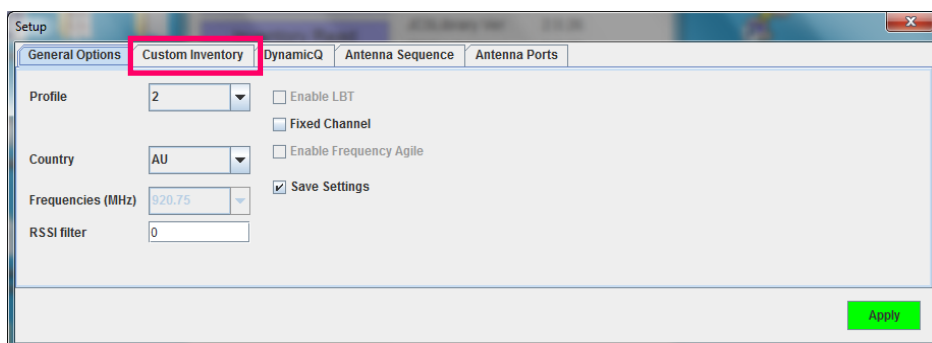 Setup
General Options Custom Inventory DynamicQ Antenna Sequence Antenna Ports
Profile 2 Enable LBT
Fixed Channel
Country AU Enable Frequency Agile
Save Settings
Frequencies (MHz) 920.75
RSSI filter 0
Apply